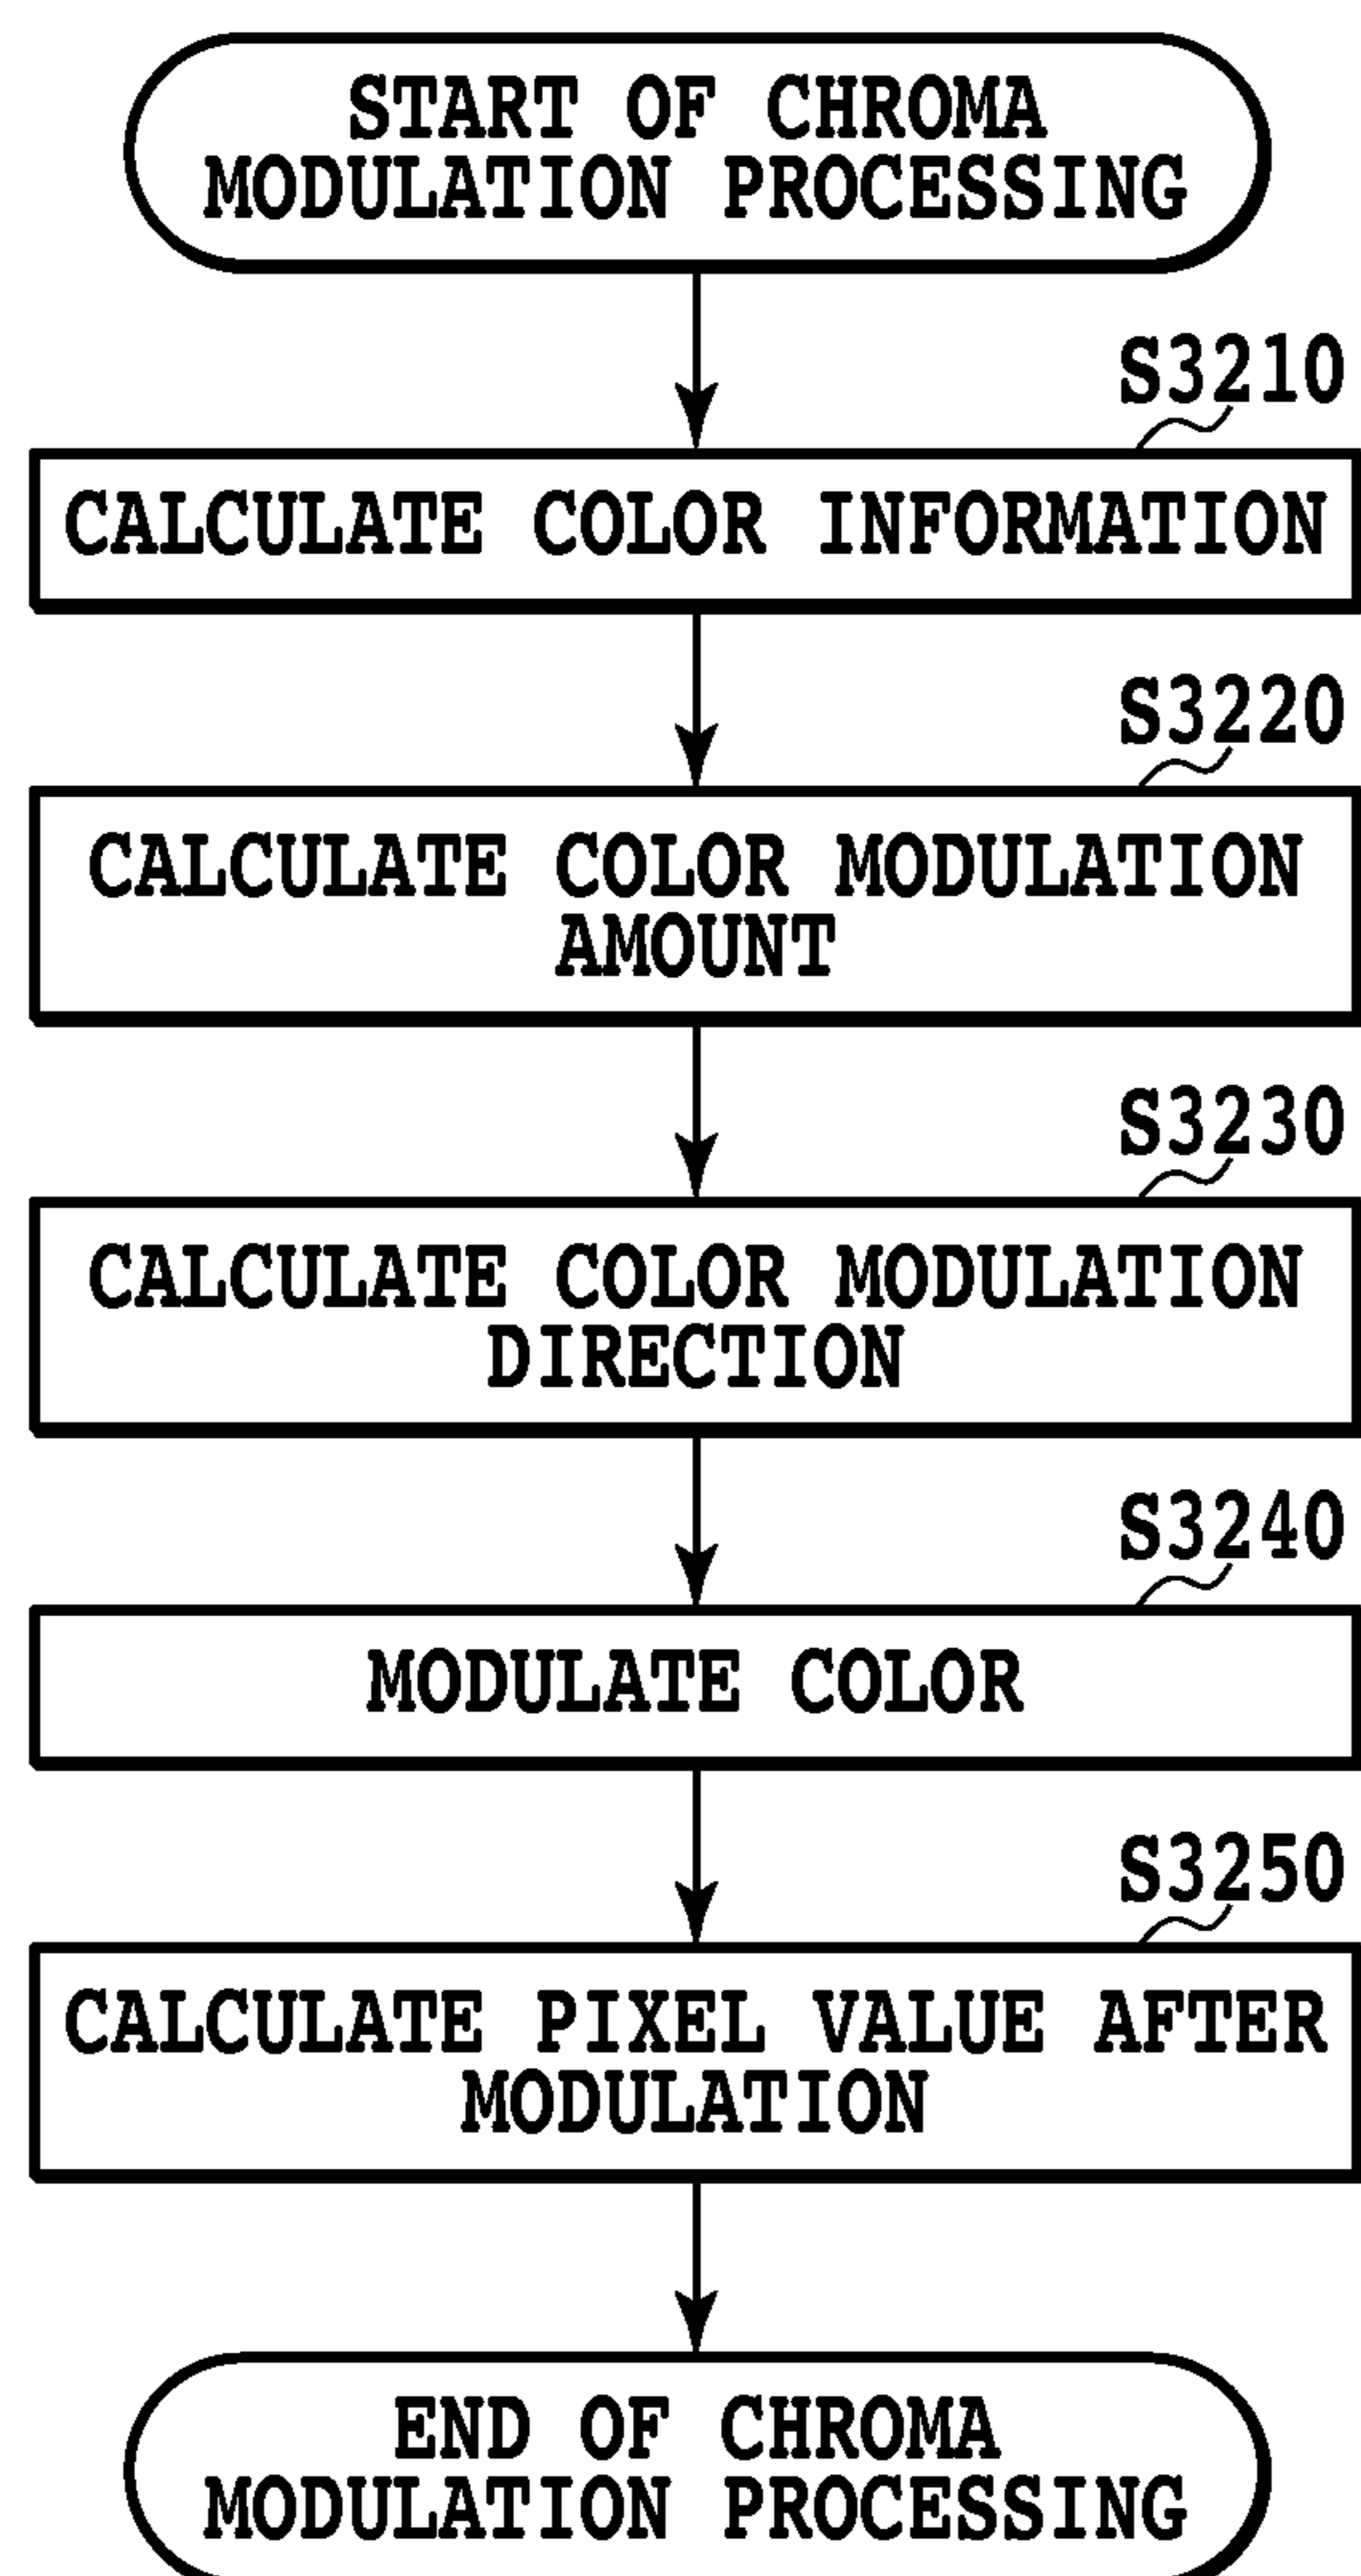 START OF CHROMA
MODULATION PROCESSING
S3210
CALCULATE COLOR INFORMATION
S3220
CALCULATE COLOR MODULATION
AMOUNT
S3230
CALCULATE COLOR MODULATION
DIRECTION
S3240
MODULATE COLOR
S3250
CALCULATE PIXEL VALUE AFTER
MODULATION
END OF CHROMA
MODULATION PROCESSING